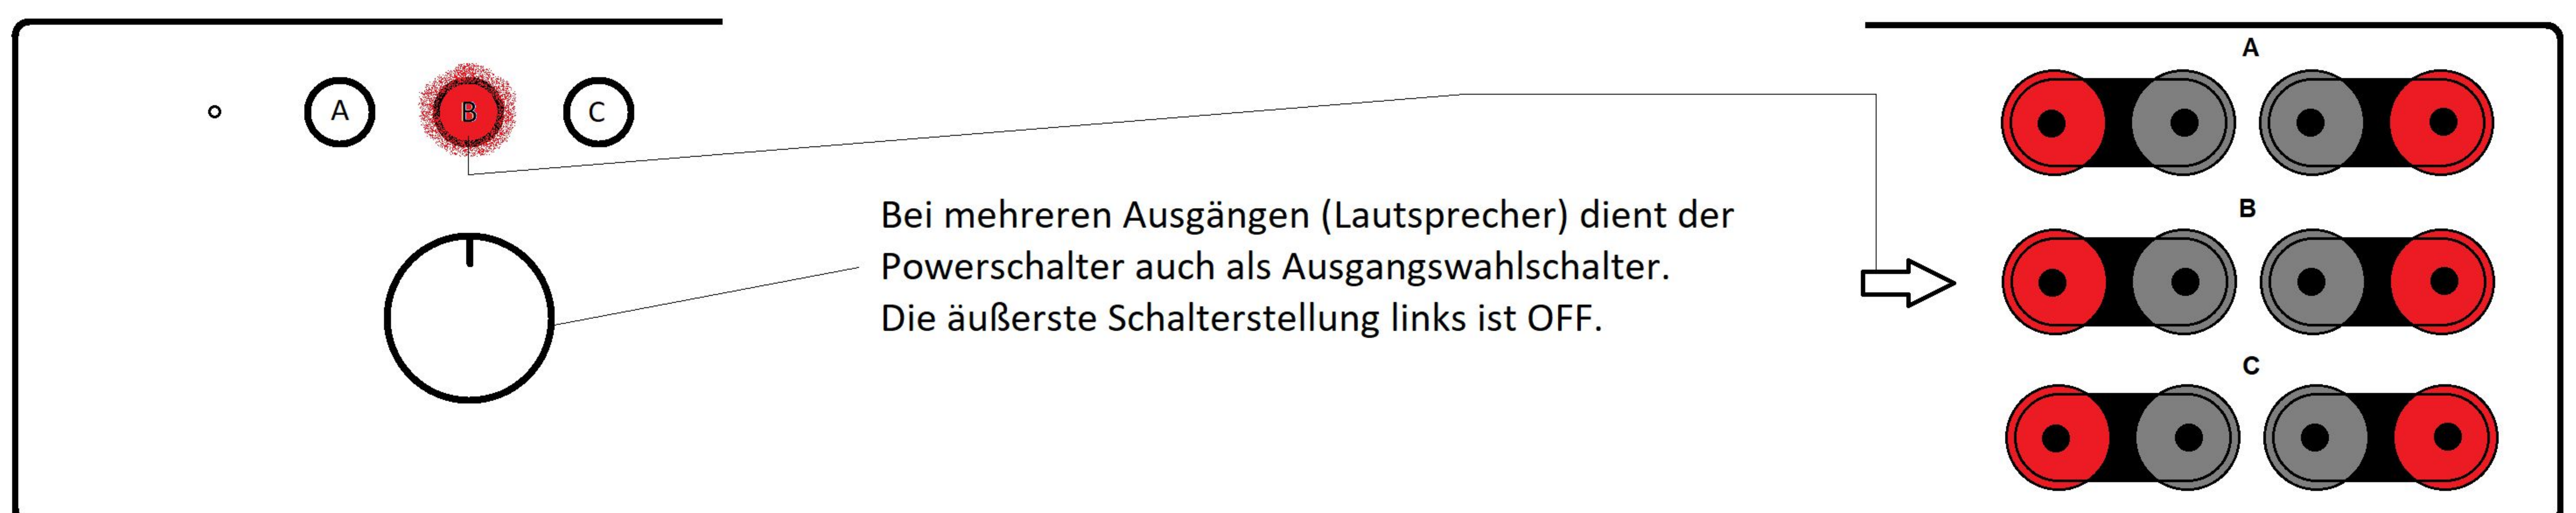 A
B
C
Bei mehreren Ausgängen (Lautsprecher) dient der
Powerschalter auch als Ausgangswahlschalter.
Die äußerste Schalterstellung links ist OFF.
A
B
C